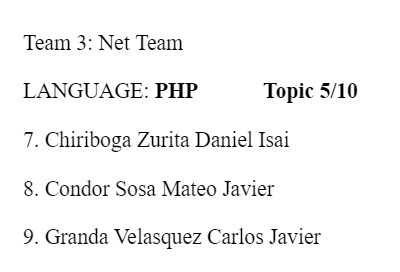 Team 3: Net Team
LANGUAGE: PHP Topic 5/10
7. Chiriboga Zurita Daniel Isai
8. Condor Sosa Mateo Javier
9. Granda Velasquez Carlos Javier